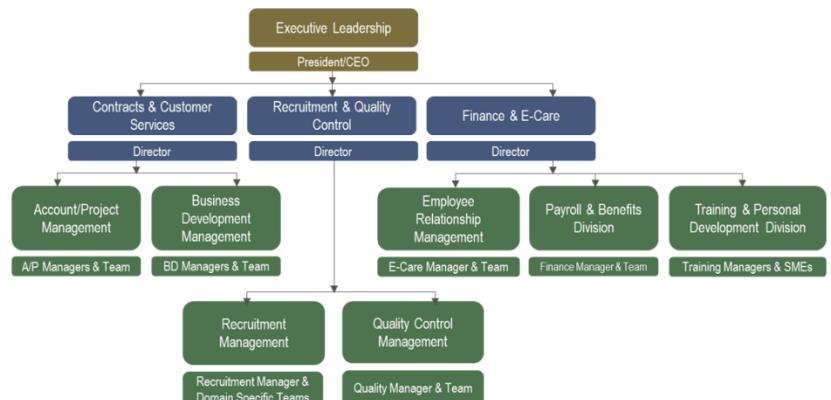 Executive Leadership
President/CEO
Contracts & Customer
Services
Director
Recruitment & Quality
Control
Director
Finance & E-Care
Director
Account/Project
Management
A/P Managers & Team
Business
Development
Management
BD Managers & Team
Employee
Relationship
Management
E-Care Manager & Team
Payroll & Benefits
Division
Finance Manager & Team
Training & Personal
Development Division
Training Managers & SMEs
Recruitment
Management
Recruitment Manager &
Domain Specific Teams
Quality Control
Management
Quality Manager & Team